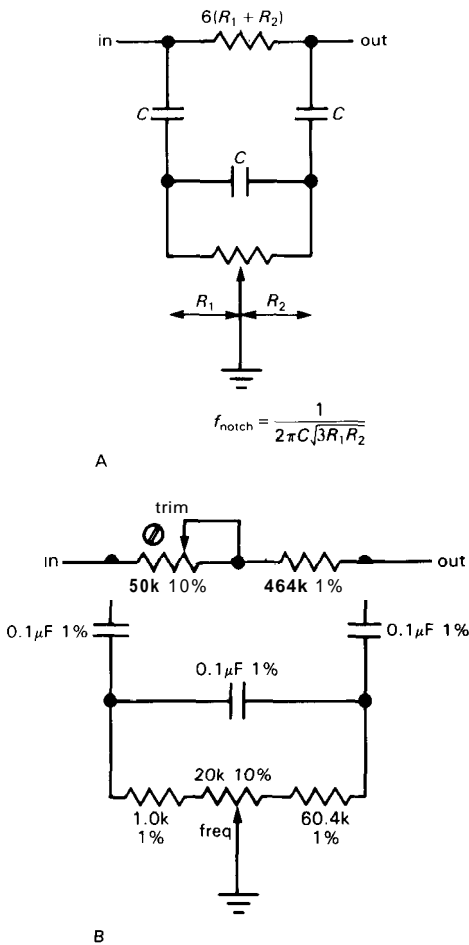 6(R₁ + R₂)
in
out
C
C
C
R₁
R₂
f_notch = 1 / 2πC√3R₁R₂
A
trim
in
out
50k 10%
464k 1%
0.1μF 1%
0.1μF 1%
0.1μF 1%
20k 10%
1.0k
1%
freq
60.4k
1%
B